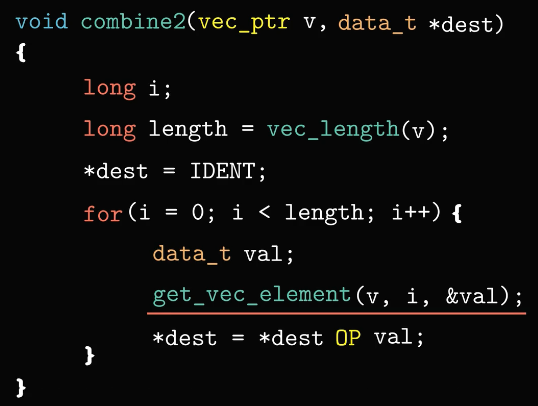 void combine2(vec_ptr v, data_t *dest)
{
long i;
long length = vec_length(v);
*dest = IDENT;
for(i = 0; i < length; i++) {
data_t val;
get_vec_element(v, i, &val);
*dest = *dest OP val;
}
}